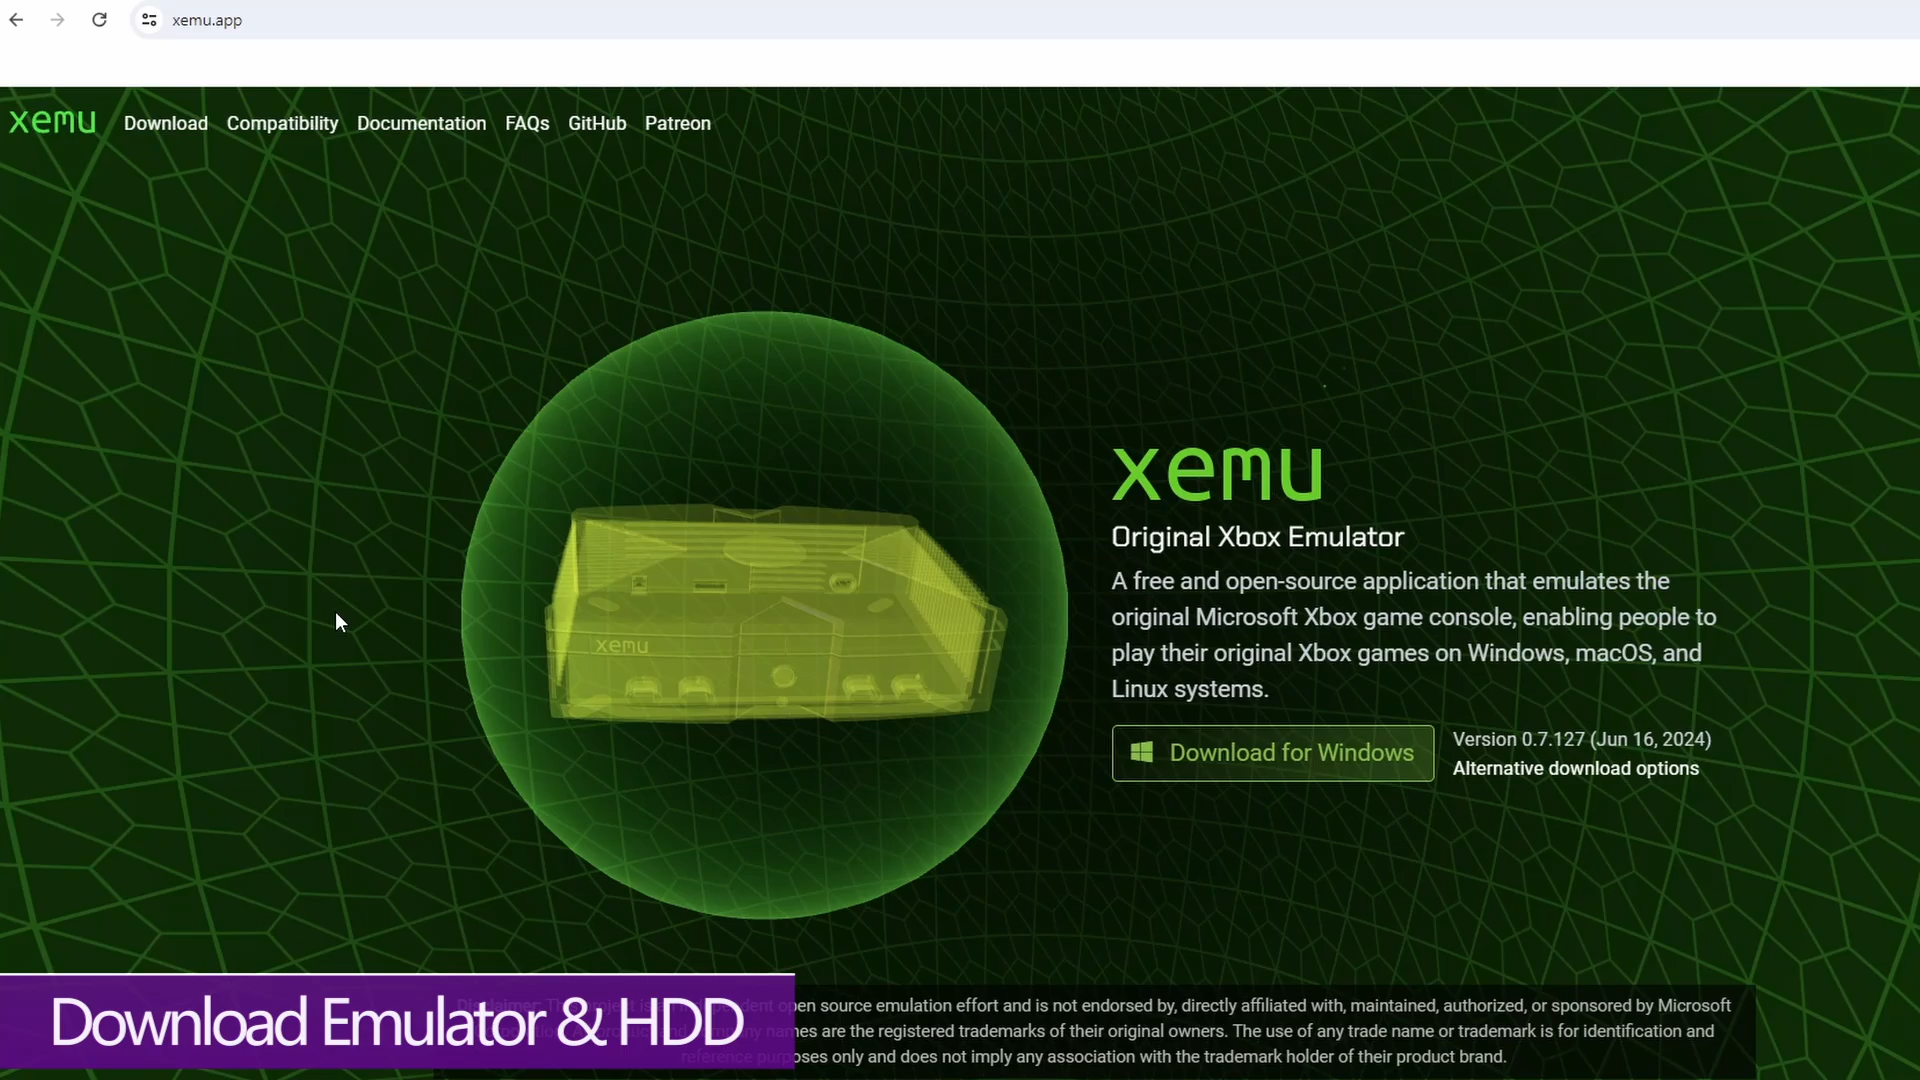 xemu.app
xemu Download Compatibility Documentation FAQs GitHub Patreon
xemu
Original Xbox Emulator
A free and open-source application that emulates the
original Microsoft Xbox game console, enabling people to
play their original Xbox games on Windows, macOS, and
Linux systems.
Download for Windows
Version 0.7.127 (Jun 16, 2024)
Alternative download options
xemu
Download Emulator & HDD
open source emulation effort and is not endorsed by, directly affiliated with, maintained, authorized, or sponsored by Microsoft
names are the registered trademarks of their original owners. The use of any trade name or trademark is for identification and
reference purposes only and does not imply any association with the trademark holder of their product brand.